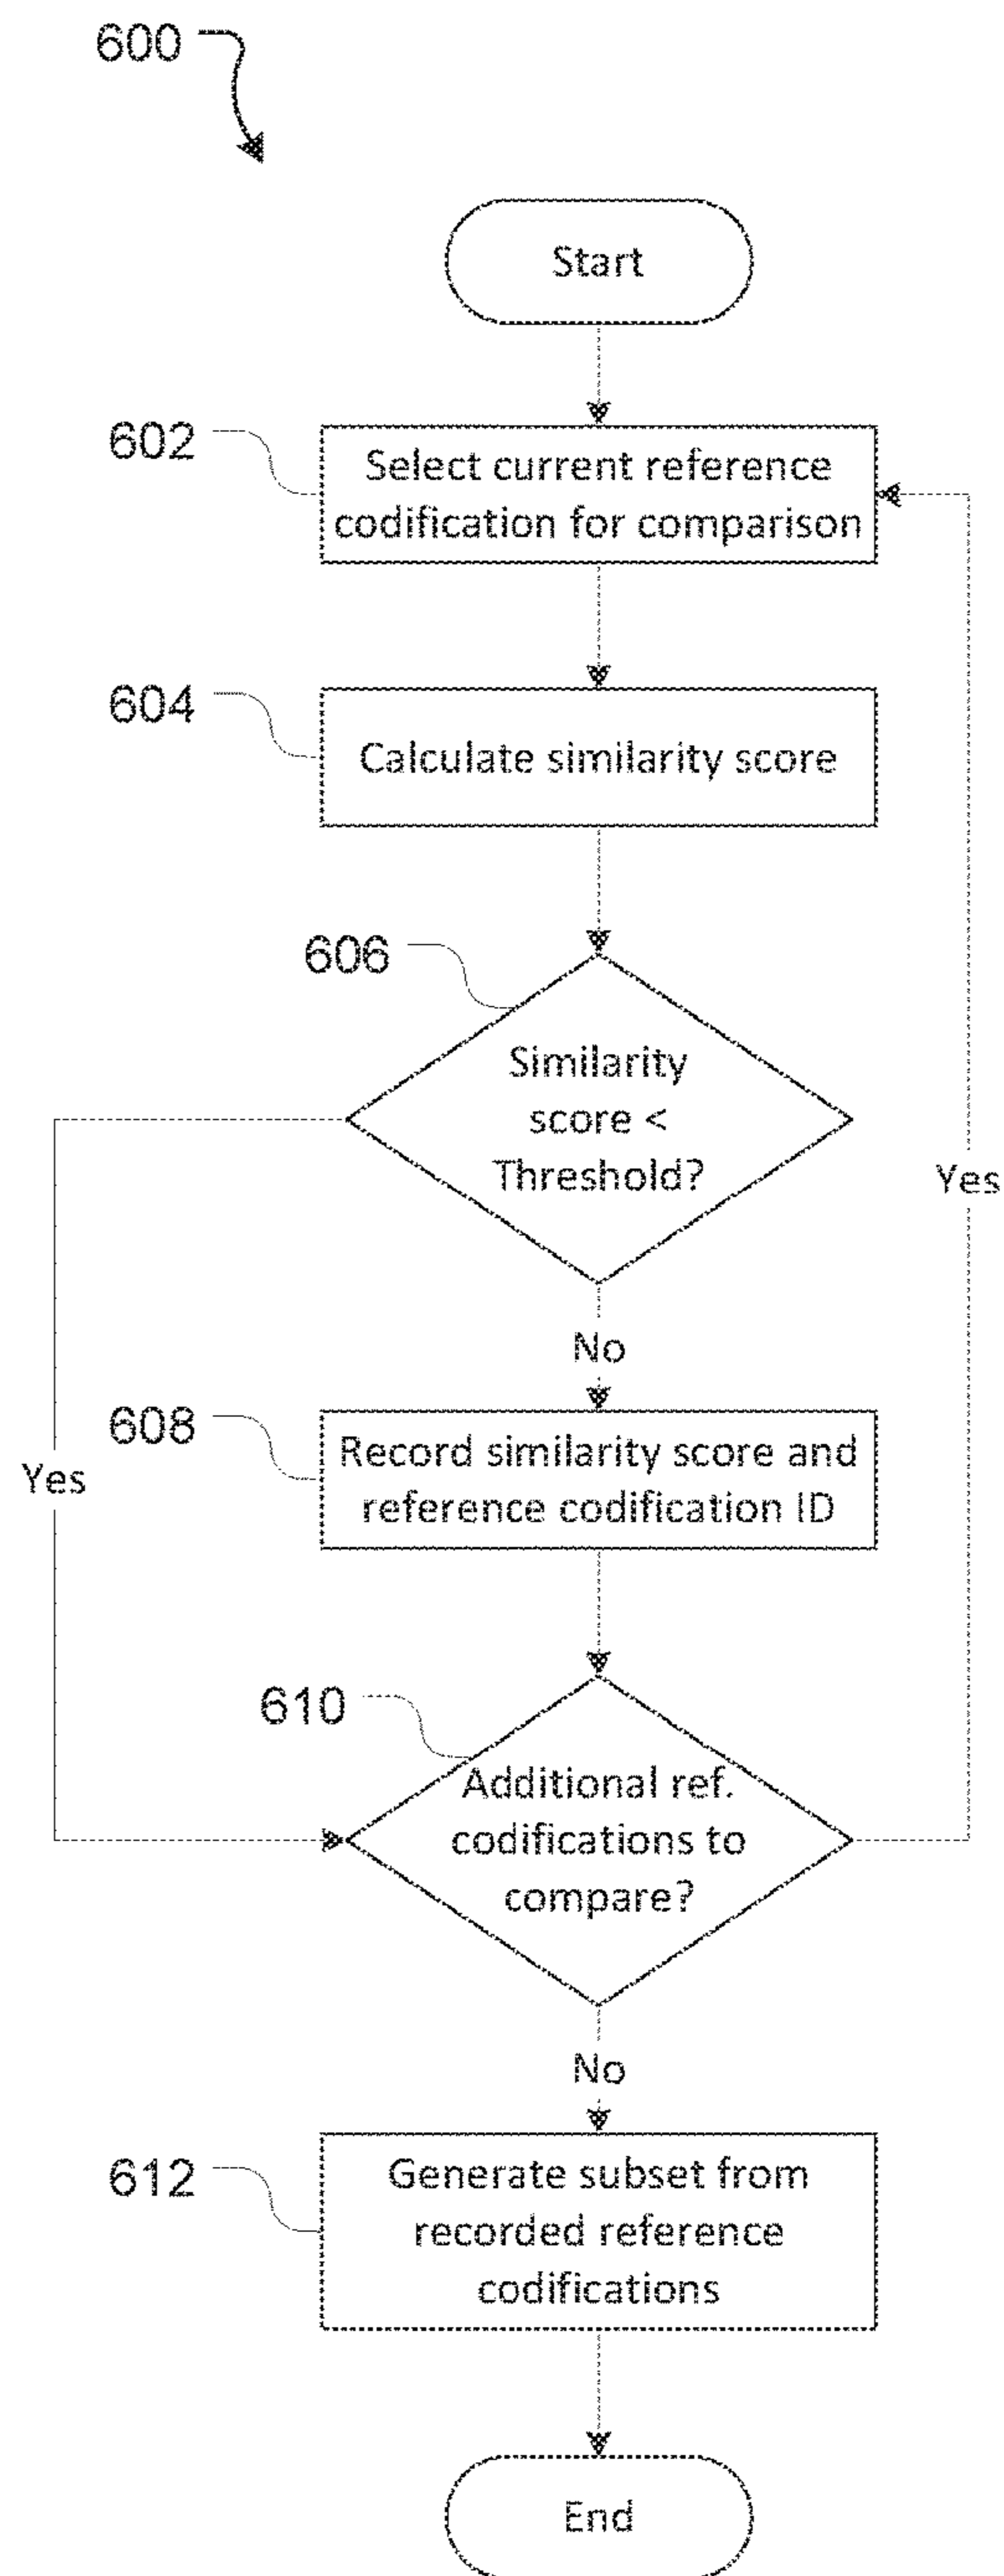 600
Start
602
Select current reference
codification for comparison
604
Calculate similarity score
606
Similarity
score <
Threshold?
Yes
No
608
Record similarity score and
reference codification ID
Yes
610
Additional ref.
codifications to
compare?
No
612
Generate subset from
recorded reference
codifications
End